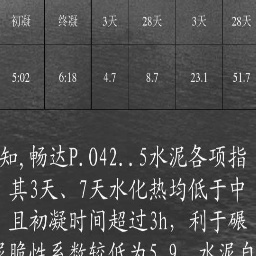 初凝 终凝 3天 28天 3天 28天
5:02 6:18 4.7 8.7 23.1 51.7
知,畅达P.042..5水泥各项指
其3天、7天水化热均低于中
且初凝时间超过3h，利于碾
脆性系数较低为5.9，水泥自